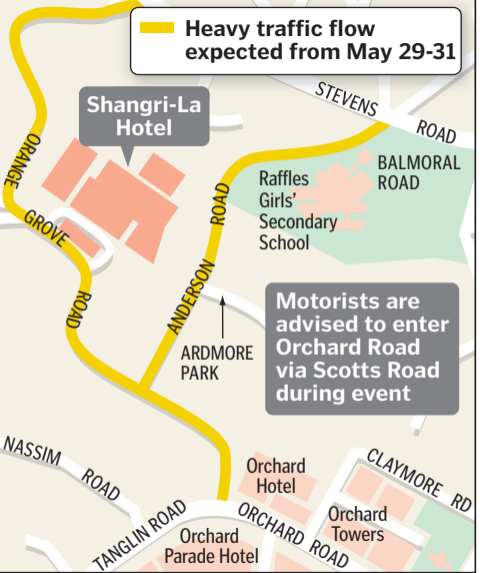 Heavy traffic flow
expected from May 29-31
Shangri-La
Hotel
STEVENS
ROAD
BALMORAL
ROAD
ORANGE
GROVE
ROAD
Raffles
Girls'
Secondary
School
ANDERSON ROAD
ARDMORE
PARK
Motorists are
advised to enter
Orchard Road
via Scotts Road
during event
NASSIM
ROAD
TANGLIN ROAD
ORCHARD ROAD
Orchard
Hotel
CLAYMORE RD
Orchard
Towers
Orchard
Parade Hotel